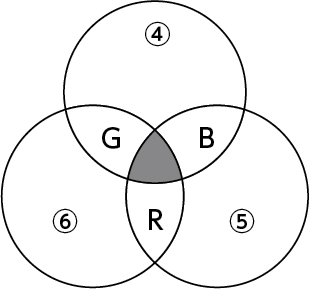 ④
G B
⑥ R ⑤